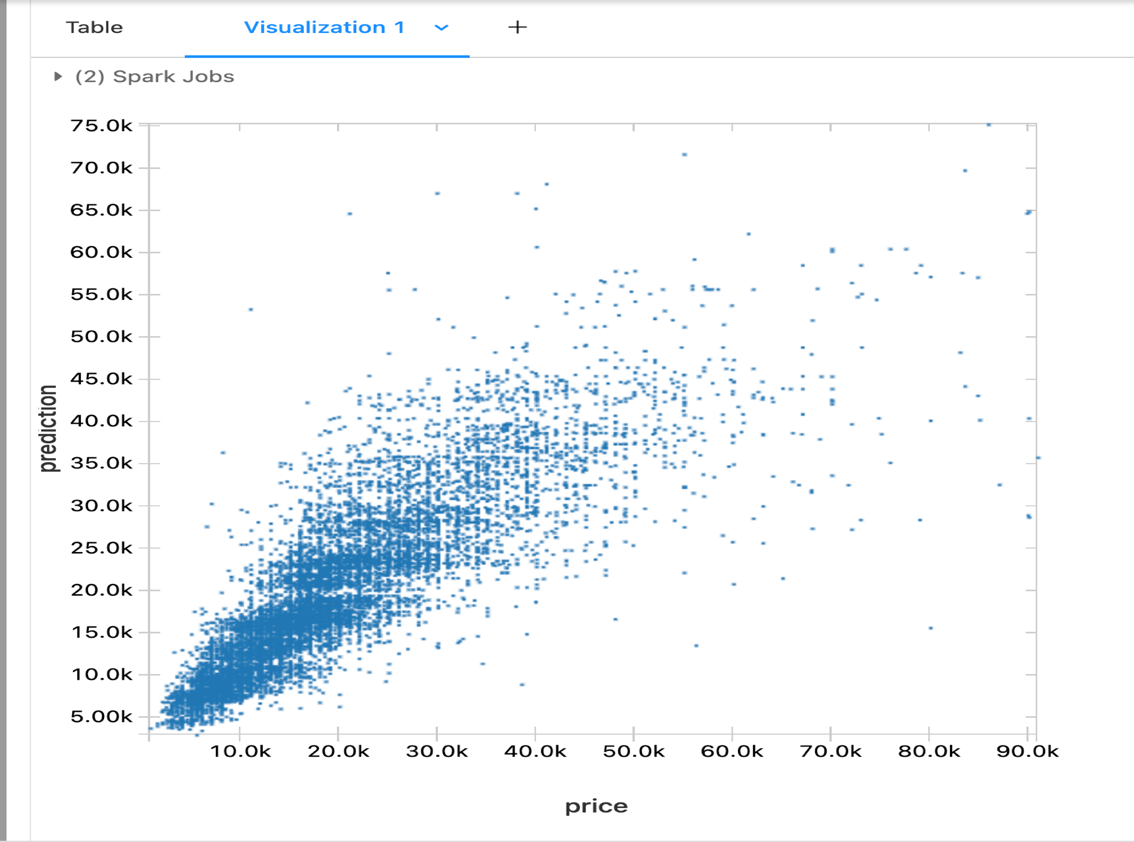 Table Visualization 1 +
(2) Spark Jobs
75.0k
70.0k
65.0k
60.0k
55.0k
50.0k
45.0k
40.0k
35.0k
30.0k
25.0k
20.0k
15.0k
10.0k
5.00k
prediction
10.0k 20.0k 30.0k 40.0k 50.0k 60.0k 70.0k 80.0k 90.0k
price